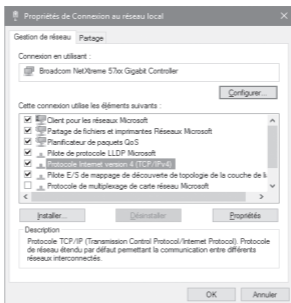 Propriétés de Connexion au réseau local
Gestion de réseau Partage
Connexion en utilisant :
Broadcom NetXtreme 57xx Gigabit Controller
Configurer...
Cette connexion utilise les éléments suivants :
Client pour les réseaux Microsoft
Partage de fichiers et imprimantes Réseaux Microsoft
Planificateur de paquets QoS
Pilote de protocole LLDP Microsoft
Protocole Internet version 4 (TCP/IPv4)
Pilote E/S de mappage de découverte de topologie de la couche de li
Protocole de multiplexage de carte réseau Microsoft
Installer... Désinstaller Propriétés
Description
Protocole TCP/IP (Transmission Control Protocol/Internet Protocol). Protocole
de réseau étendu par défaut permettant la communication entre différents
réseaux interconnectés.
OK Annuler